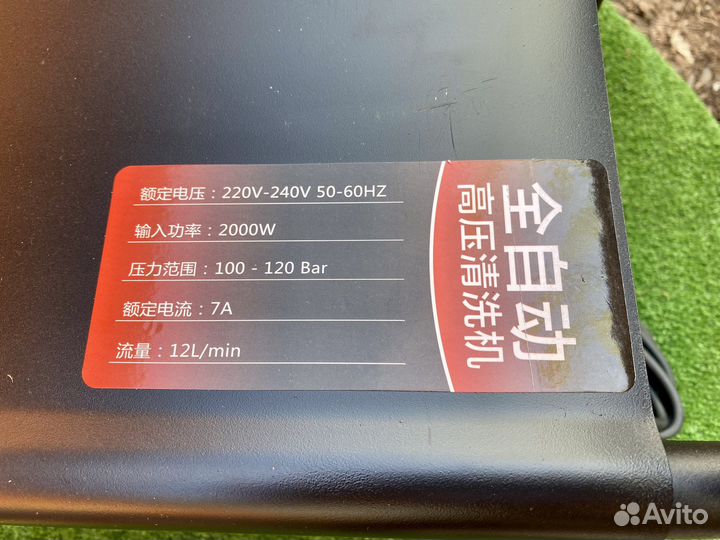 额定电压：220V-240V 50-60HZ
输入功率：2000W
压力范围：100 - 120 Bar
额定电流：7A
流量：12L/min
全自动
高压清洗机
Avito